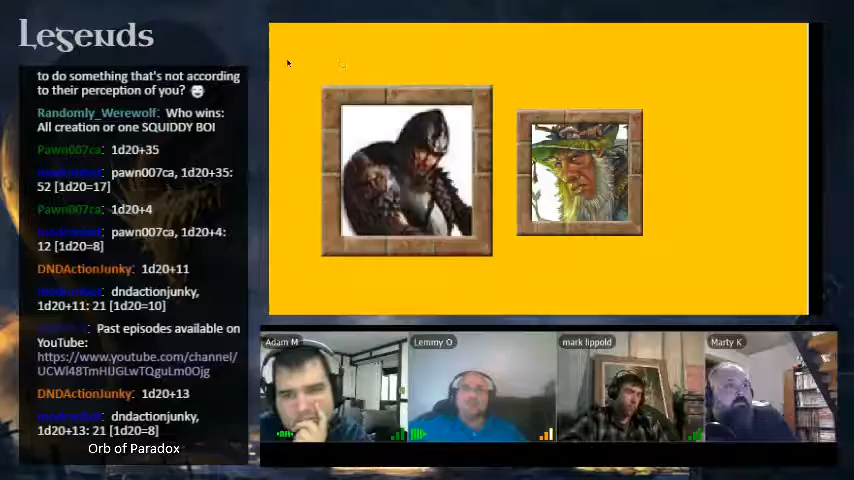 Legends
to do something that's not according
to their perception of you?
Randomly_Werewolf: Who wins:
All creation or one SQUIDDY BOI
Pawn007ca: 1d20+35
pawn007ca, 1d20+35:
52 [1d20=17]
Pawn007ca: 1d20+4
pawn007ca, 1d20+4:
12 [1d20=8]
DNDActionJunky: 1d20+11
dndactionjunky,
1d20+11: 21 [1d20=10]
Past episodes available on
YouTube:
https://www.youtube.com/channel/
DNDActionJunky: 1d20+13
dndactionjunky,
1d20+13: 21 [1d20=8]
Orb of Paradox
Adam M
Lemmy O
mark lippold
Marty K